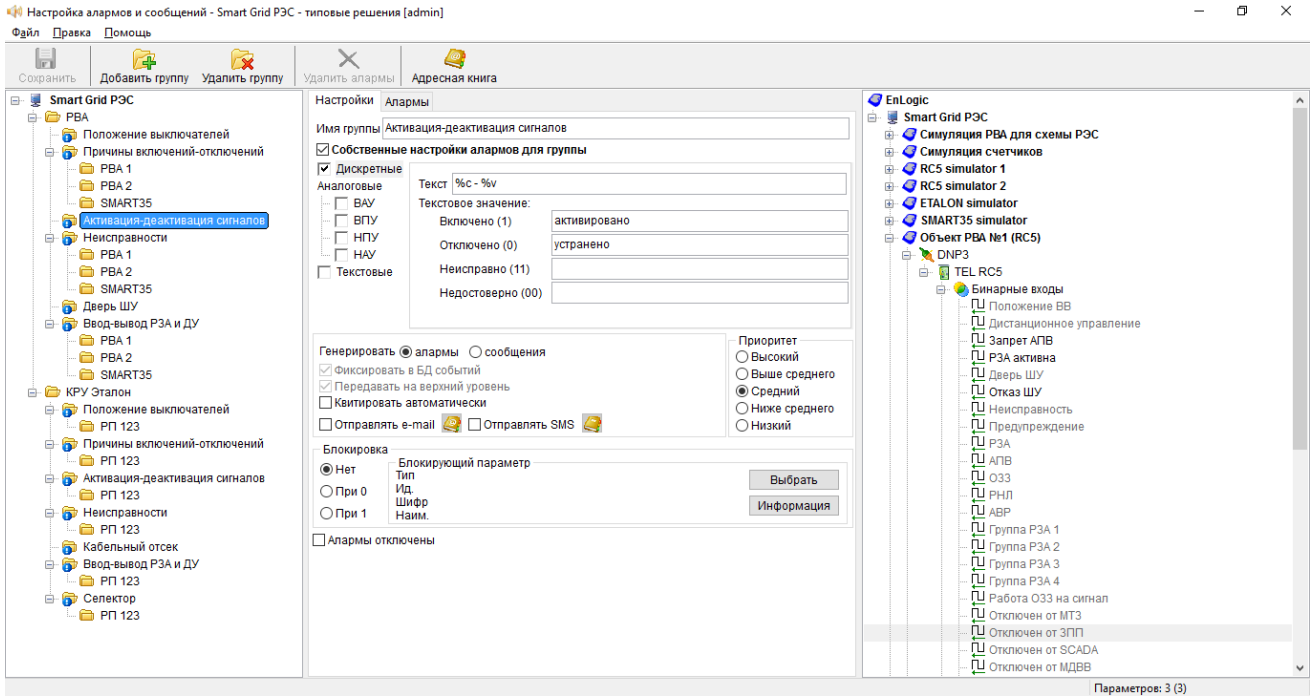 Настройка алармов и сообщений - Smart Grid РЭС - типовые решения [admin]
Файл Правка Помощь
Сохранить Добавить группу Удалить группу Удалить алармы Адресная книга
Smart Grid РЭС
РВА
Положение выключателей
Причины включений-отключений
РВА 1
РВА 2
SMART35
Активация-деактивация сигналов
Неисправности
РВА 1
РВА 2
SMART35
Дверь ШУ
Ввод-вывод РЗА и ДУ
РВА 1
РВА 2
SMART35
КРУ Эталон
Положение выключателей
РП 123
Причины включений-отключений
РП 123
Активация-деактивация сигналов
РП 123
Неисправности
РП 123
Кабельный отсек
Ввод-вывод РЗА и ДУ
РП 123
Селектор
РП 123
Настройки Алармы
Имя группы Активация-деактивация сигналов
Собственные настройки алармов для группы
Дискретные
Аналоговые
ВАУ
ВПУ
НПУ
НАУ
Текстовые
Текст %c - %v
Текстовое значение:
Включено (1) активировано
Отключено (0) устранено
Неисправно (11)
Недостоверно (00)
Генерировать алармы сообщения
Фиксировать в БД событий
Передавать на верхний уровень
Квитировать автоматически
Отправлять e-mail Отправлять SMS
Приоритет
Высокий
Выше среднего
Средний
Ниже среднего
Низкий
Блокировка
Нет
При 0
При 1
Блокирующий параметр
Тип
Ид.
Шифр
Наим.
Выбрать
Информация
Алармы отключены
EnLogic
Smart Grid РЭС
Симуляция РВА для схемы РЭС
Симуляция счетчиков
RC5 simulator 1
RC5 simulator 2
ETALON simulator
SMART35 simulator
Объект РВА №1 (RC5)
DNP3
TEL RC5
Бинарные входы
Положение ВВ
Дистанционное управление
Запрет АПВ
РЗА активна
Дверь ШУ
Отказ ШУ
Неисправность
Предупреждение
РЗА
АПВ
ОЗЗ
РНЛ
АВР
Группа РЗА 1
Группа РЗА 2
Группа РЗА 3
Группа РЗА 4
Работа ОЗЗ на сигнал
Отключен от МТЗ
Отключен от ЗПП
Отключен от SCADA
Отключен от МДВВ
Параметров: 3 (3)